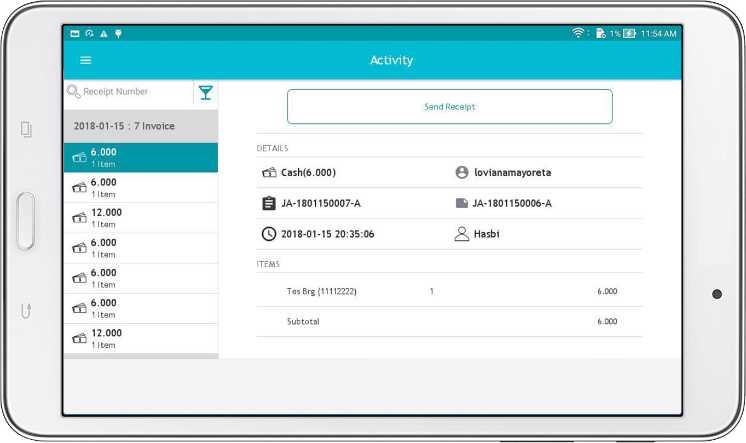 1% 11:54 AM
Activity
Receipt Number
2018-01-15 : 7 Invoice
6.000
1 Item
6.000
1 Item
12.000
1 Item
6.000
1 Item
6.000
1 Item
6.000
1 Item
12.000
1 Item
Send Receipt
DETAILS
Cash(6.000) lovianamayoreta
JA-1801150007-A JA-1801150006-A
2018-01-15 20:35:06 Hasbi
ITEMS
Tes Brg (11112222) 1 6.000
Subtotal 6.000